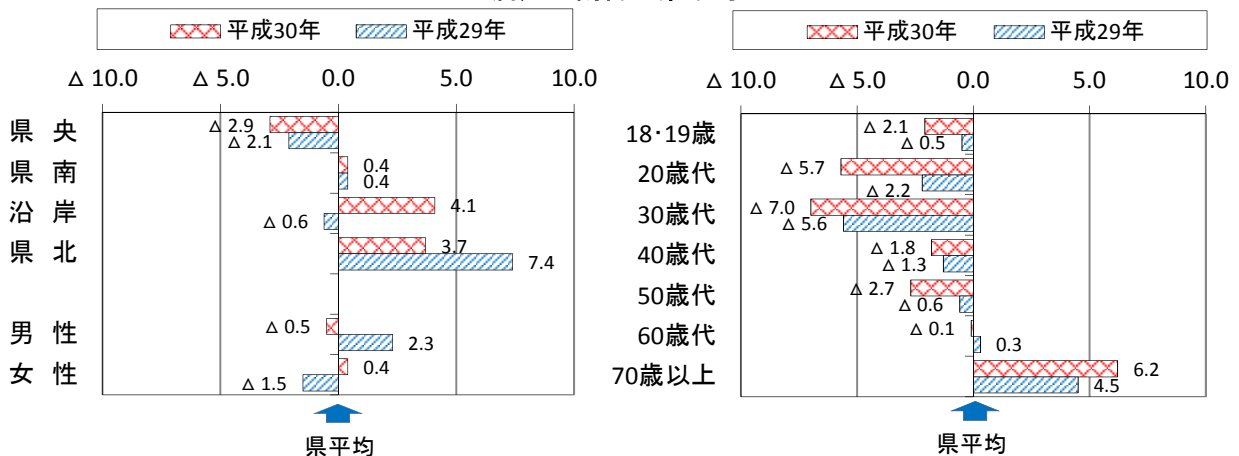 平成30年 平成29年
△ 10.0 △ 5.0 0.0 5.0 10.0
県 央 △ 2.9
△ 2.1
県 南 0.4
0.4
沿 岸 4.1
△ 0.6
県 北 3.7
7.4
男 性 △ 0.5
2.3
女 性 0.4
△ 1.5
県平均
平成30年 平成29年
△ 10.0 △ 5.0 0.0 5.0 10.0
18･19歳 △ 2.1
△ 0.5
20歳代 △ 5.7
△ 2.2
30歳代 △ 7.0
△ 5.6
40歳代 △ 1.8
△ 1.3
50歳代 △ 2.7
△ 0.6
60歳代 △ 0.1
0.3
70歳以上 6.2
4.5
県平均